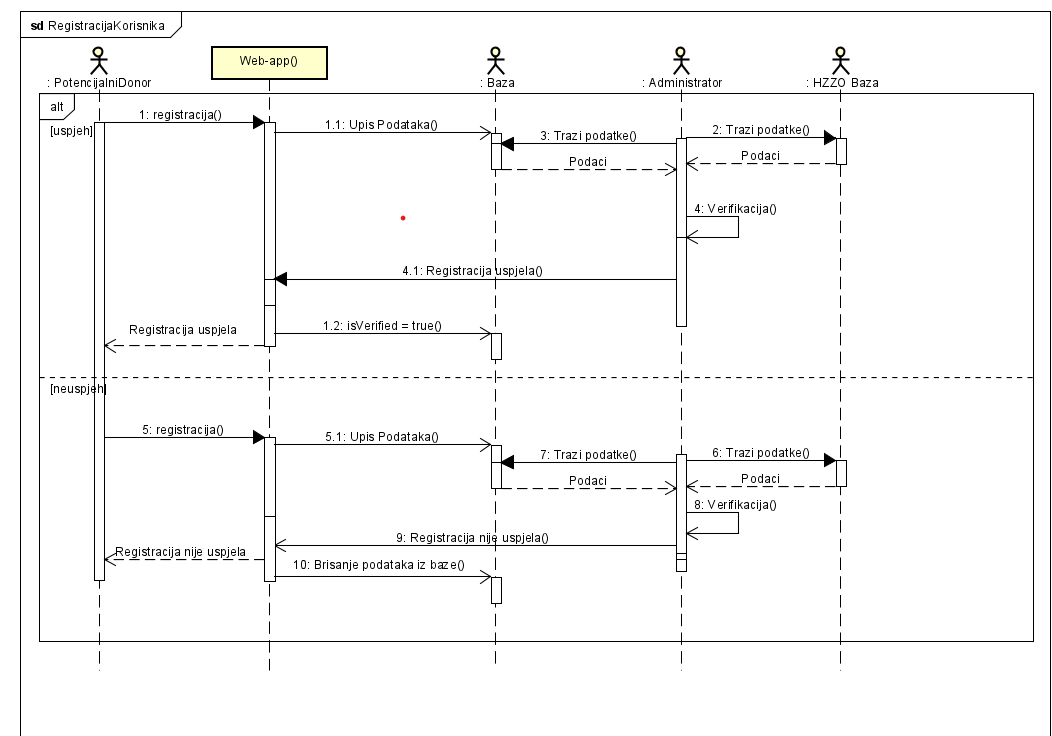 sd RegistracijaKorisnika
: PotencijalniDonor
Web-app()
: Baza
: Administrator
: HZZO Baza
alt
[uspjeh]
1: registracija()
1.1: Upis Podataka()
3: Trazi podatke()
2: Trazi podatke()
Podaci
Podaci
4: Verifikacija()
4.1: Registracija uspjela()
Registracija uspjela
1.2: isVerified = true()
[neuspjeh]
5: registracija()
5.1: Upis Podataka()
7: Trazi podatke()
6: Trazi podatke()
Podaci
Podaci
8: Verifikacija()
9: Registracija nije uspjela()
Registracija nije uspjela
10: Brisanje podataka iz baze()